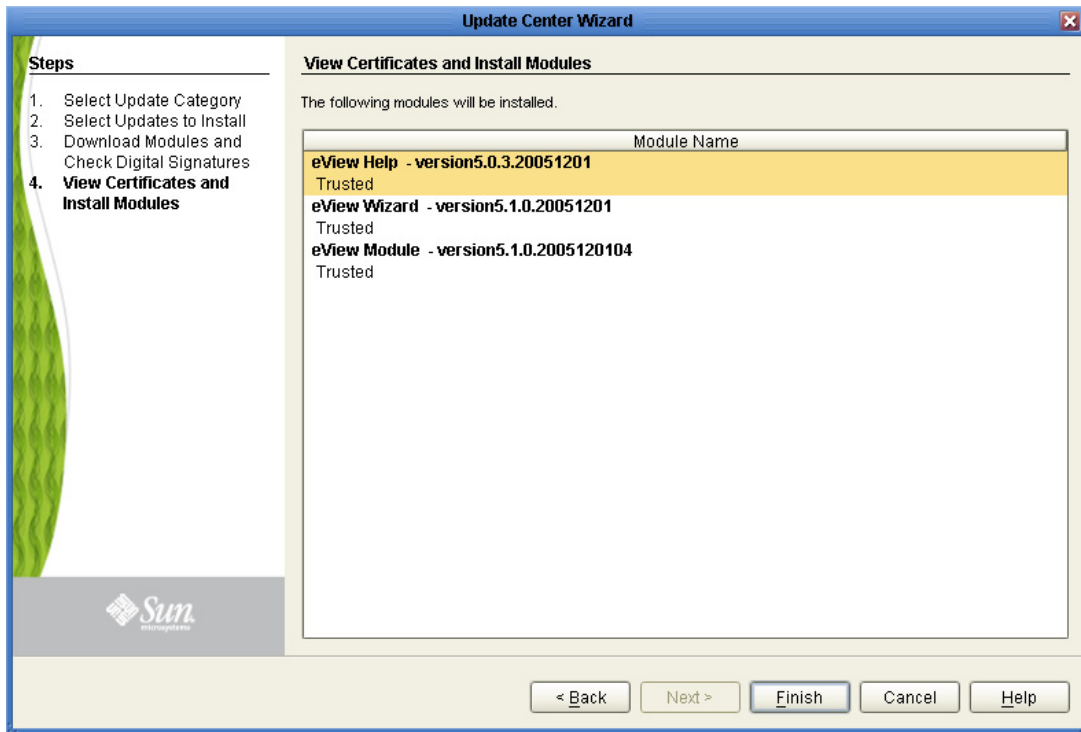 Update Center Wizard
Steps
1. Select Update Category
2. Select Updates to Install
3. Download Modules and
Check Digital Signatures
4. View Certificates and
Install Modules
Sun
microsystems
View Certificates and Install Modules
The following modules will be installed.
Module Name
eView Help - version5.0.3.20051201
Trusted
eView Wizard - version5.1.0.20051201
Trusted
eView Module - version5.1.0.2005120104
Trusted
< Back
Next >
Finish
Cancel
Help